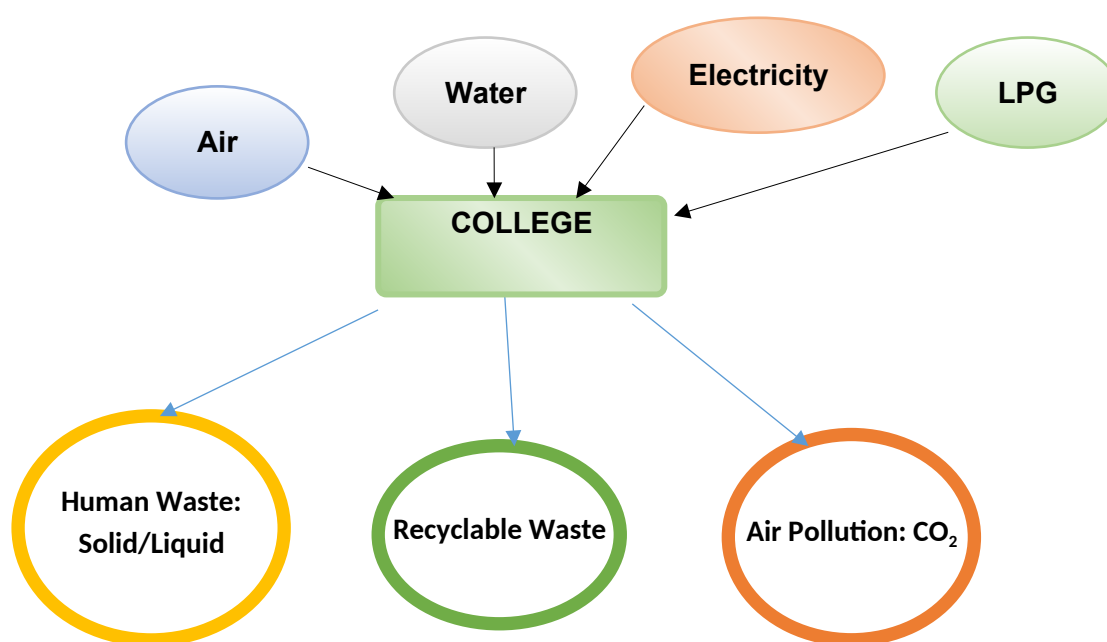 Air
Water
Electricity
LPG
COLLEGE
Human Waste:
Solid/Liquid
Recyclable Waste
Air Pollution: CO₂